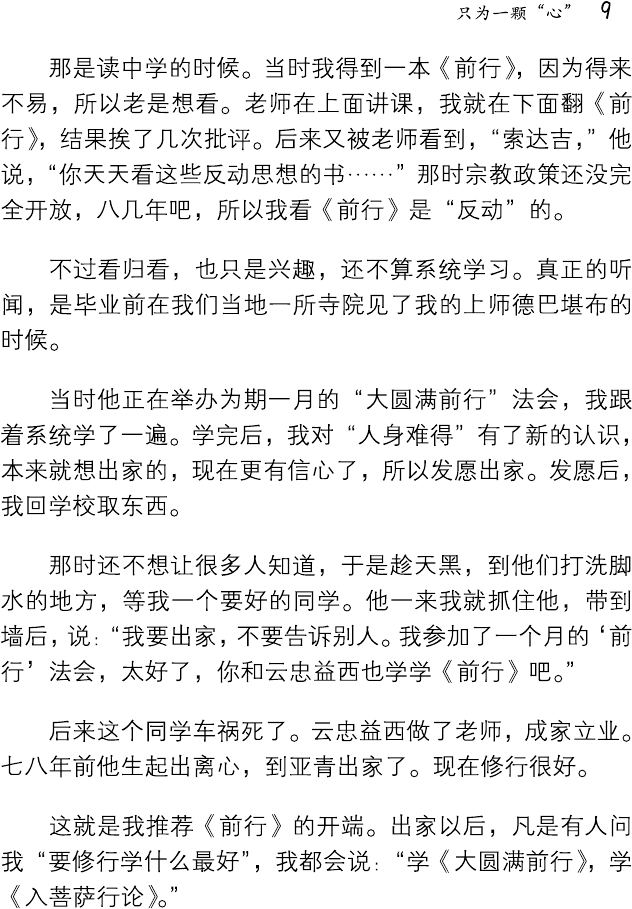 只为一颗“心” 9
那是读中学的时候。当时我得到一本《前行》，因为得来
不易，所以老是想看。老师在上面讲课，我就在下面翻《前
行》，结果挨了几次批评。后来又被老师看到，“索达吉，”他
说，“你天天看这些反动思想的书……”那时宗教政策还没完
全开放，八几年吧，所以我看《前行》是“反动”的。
不过看归看，也只是兴趣，还不算系统学习。真正的听
闻，是毕业前在我们当地一所寺院见了我的上师德巴堪布的
时候。
当时他正在举办为期一月的“大圆满前行”法会，我跟
着系统学了一遍。学完后，我对“人身难得”有了新的认识，
本来就想出家的，现在更有信心了，所以发愿出家。发愿后，
我回学校取东西。
那时还不想让很多人知道，于是趁天黑，到他们打洗脚
水的地方，等我一个要好的同学。他一来我就抓住他，带到
墙后，说：“我要出家，不要告诉别人。我参加了一个月的‘前
行’法会，太好了，你和云忠益西也学学《前行》吧。”
后来这个同学车祸死了。云忠益西做了老师，成家立业。
七八年前他生起出离心，到亚青出家了。现在修行很好。
这就是我推荐《前行》的开端。出家以后，凡是有人问
我“要修行学什么最好”，我都会说：“学《大圆满前行》，学
《入菩萨行论》。”